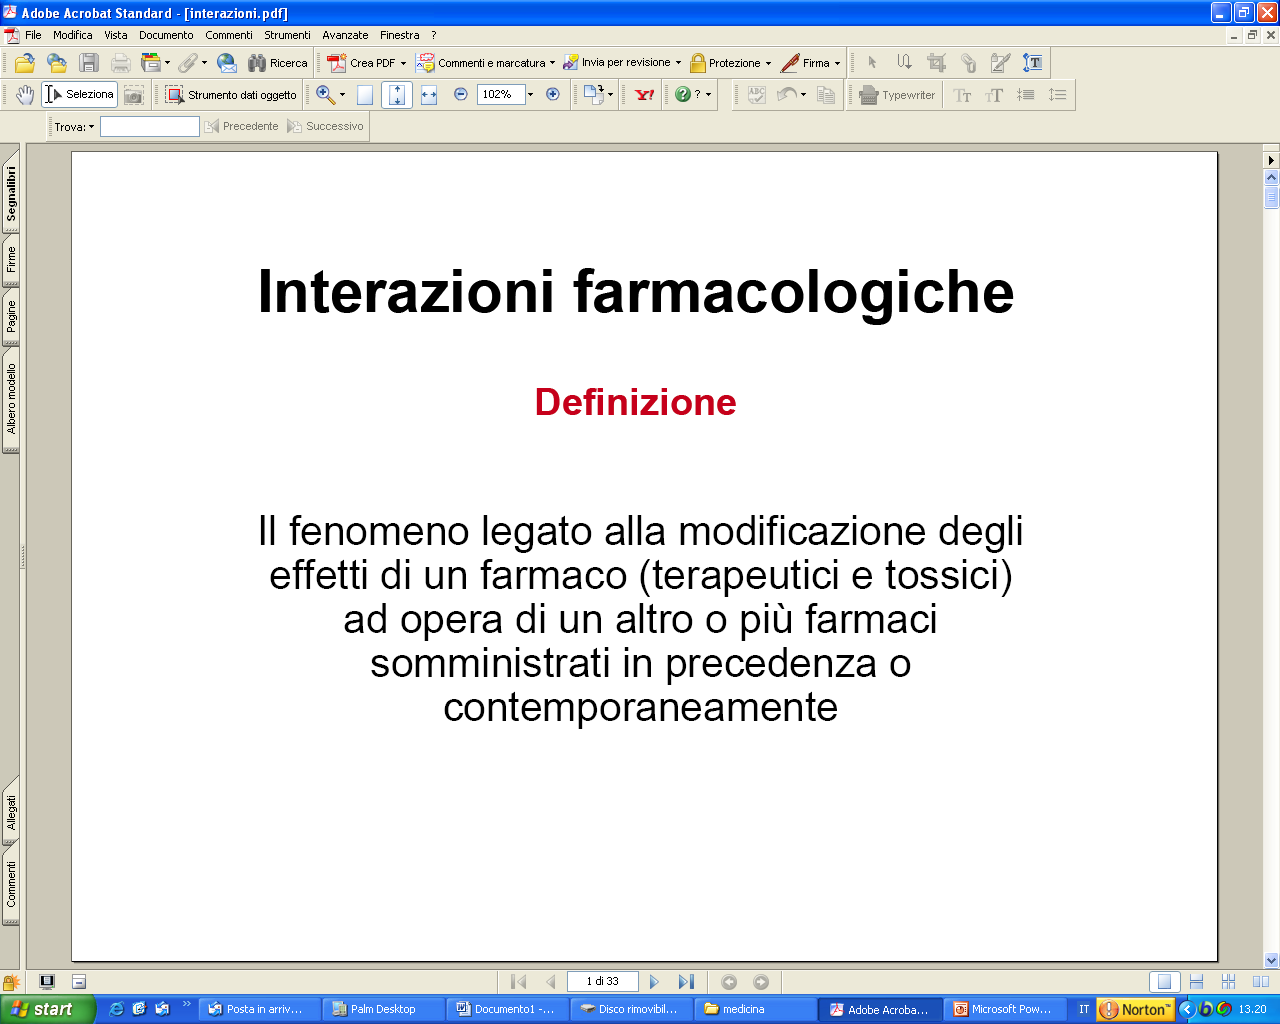 Adobe Acrobat Standard - [interazioni.pdf]
File Modifica Vista Documento Commenti Strumenti Avanzate Finestra ?
Ricerca Crea PDF Commenti e marcatura Invia per revisione Protezione Firma
Seleziona Strumento dati oggetto 102% Y! ? Typewriter
Trova: Precedente Successivo
Segnalibri
Firme
Pagine
Albero modello
Allegati
Commenti
Interazioni farmacologiche
Definizione
Il fenomeno legato alla modificazione degli
effetti di un farmaco (terapeutici e tossici)
ad opera di un altro o più farmaci
somministrati in precedenza o
contemporaneamente
1 di 33
start Posta in arriv... Palm Desktop Documento1 -... Disco rimovibil... medicina Adobe Acroba... Microsoft Pow... IT Norton™ 13.20